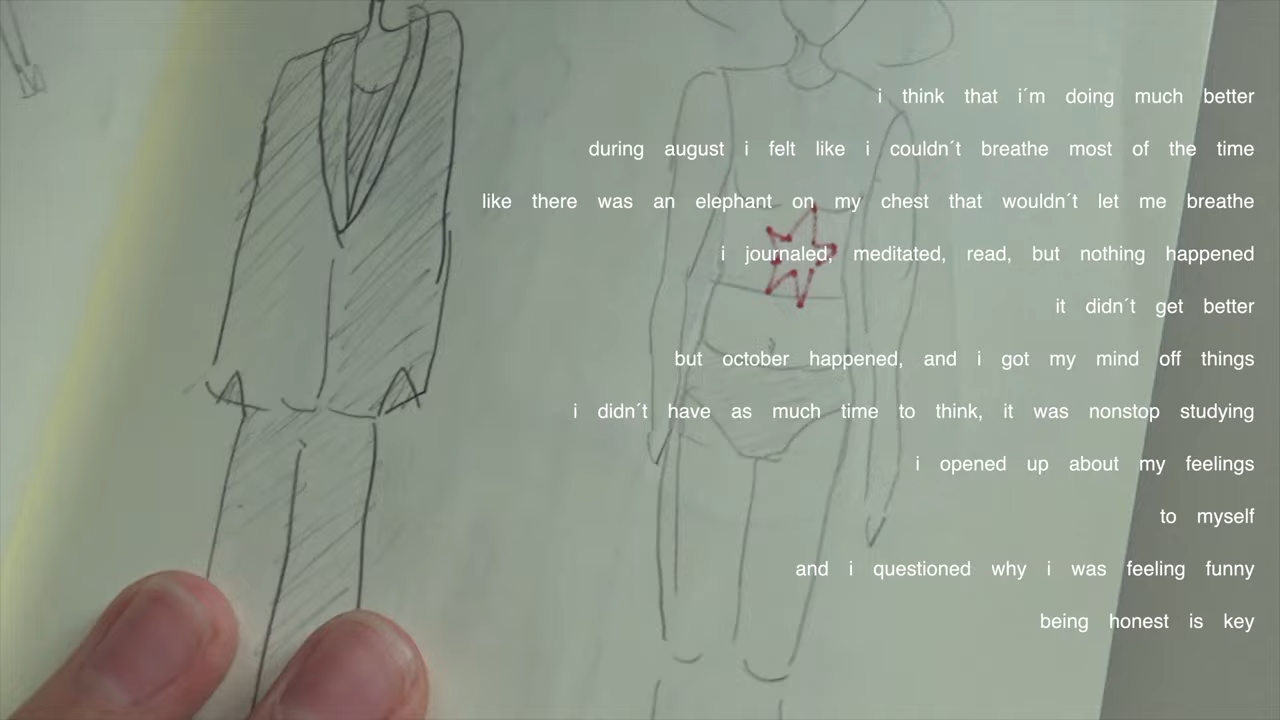 i think that i´m doing much better
during august i felt like i couldn´t breathe most of the time
like there was an elephant on my chest that wouldn´t let me breathe
i journaled, meditated, read, but nothing happened
it didn´t get better
but october happened, and i got my mind off things
i didn´t have as much time to think, it was nonstop studying
i opened up about my feelings
to myself
and i questioned why i was feeling funny
being honest is key